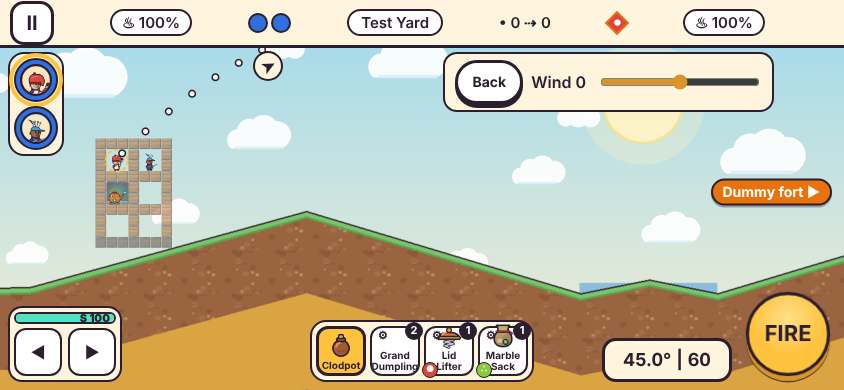 100%
Test Yard
• 0 ⇢ 0
100%
Back
Wind 0
Dummy fort ▶
$ 100
Clodpot
2
Grand
Dumpling
1
Lid
Lifter
1
Marble
Sack
45.0° | 60
FIRE